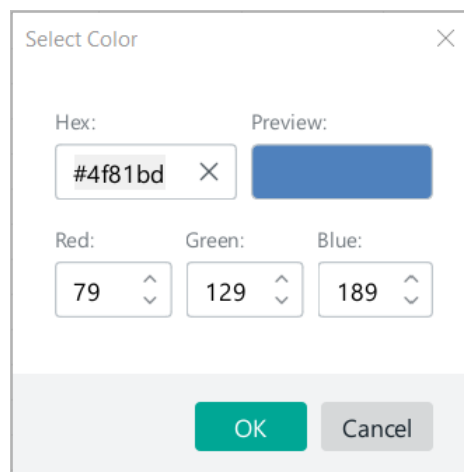 Select Color
Hex: Preview:
#4f81bd
Red: Green: Blue:
79 129 189
OK Cancel